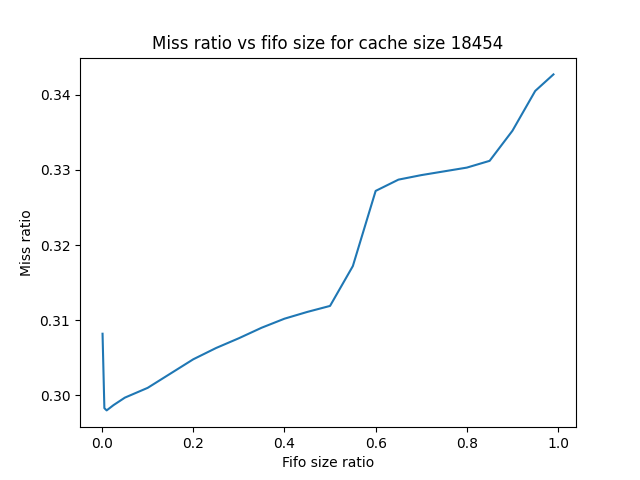 Miss ratio vs fifo size for cache size 18454
0.34
0.33
0.32
0.31
0.30
Miss ratio
0.0 0.2 0.4 0.6 0.8 1.0
Fifo size ratio